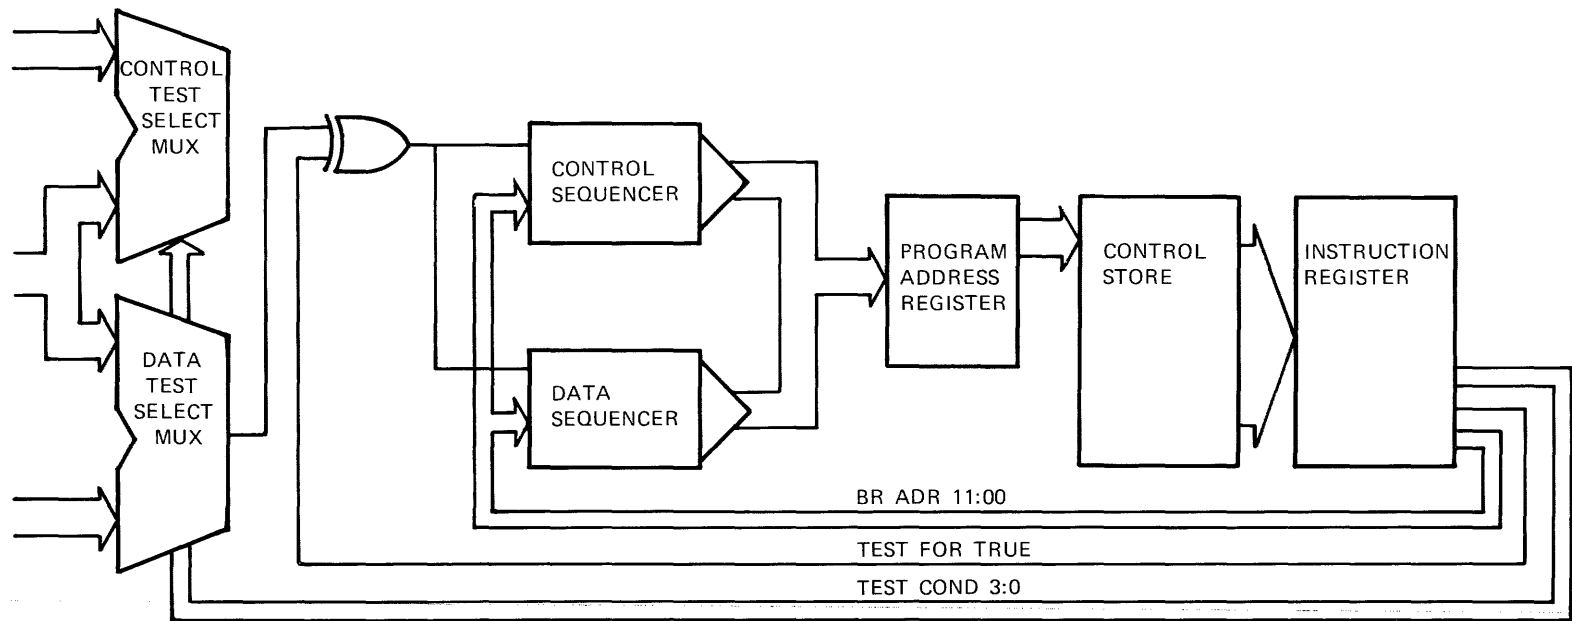 CONTROL
TEST
SELECT
MUX
CONTROL
SEQUENCER
PROGRAM
ADDRESS
REGISTER
CONTROL
STORE
INSTRUCTION
REGISTER
DATA
TEST
SELECT
MUX
DATA
SEQUENCER
BR ADR 11:00
TEST FOR TRUE
TEST COND 3:0